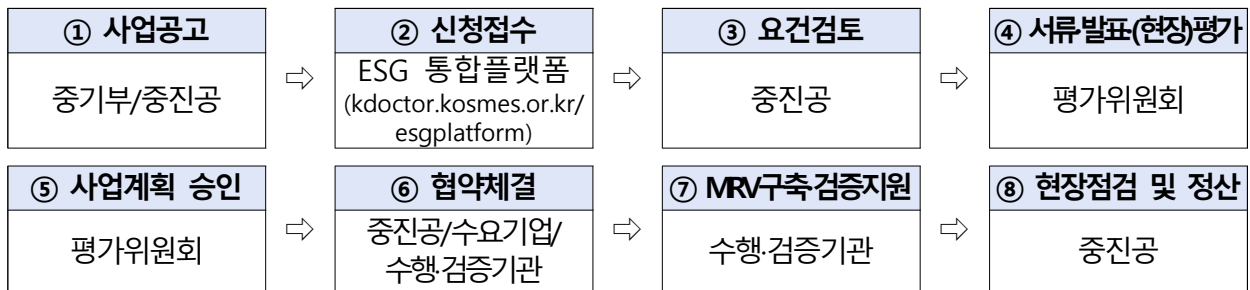 ① 사업공고
② 신청접수
③ 요건검토
④ 서류·발표·(현장)평가
중기부/중진공
⇨
ESG 통합플랫폼
(kdoctor.kosmes.or.kr/
esgplatform)
⇨
중진공
⇨
평가위원회
⑤ 사업계획 승인
⑥ 협약체결
⑦ MRV구축·검증지원
⑧ 현장점검 및 정산
평가위원회
⇨
중진공/수요기업/
수행·검증기관
⇨
수행·검증기관
⇨
중진공